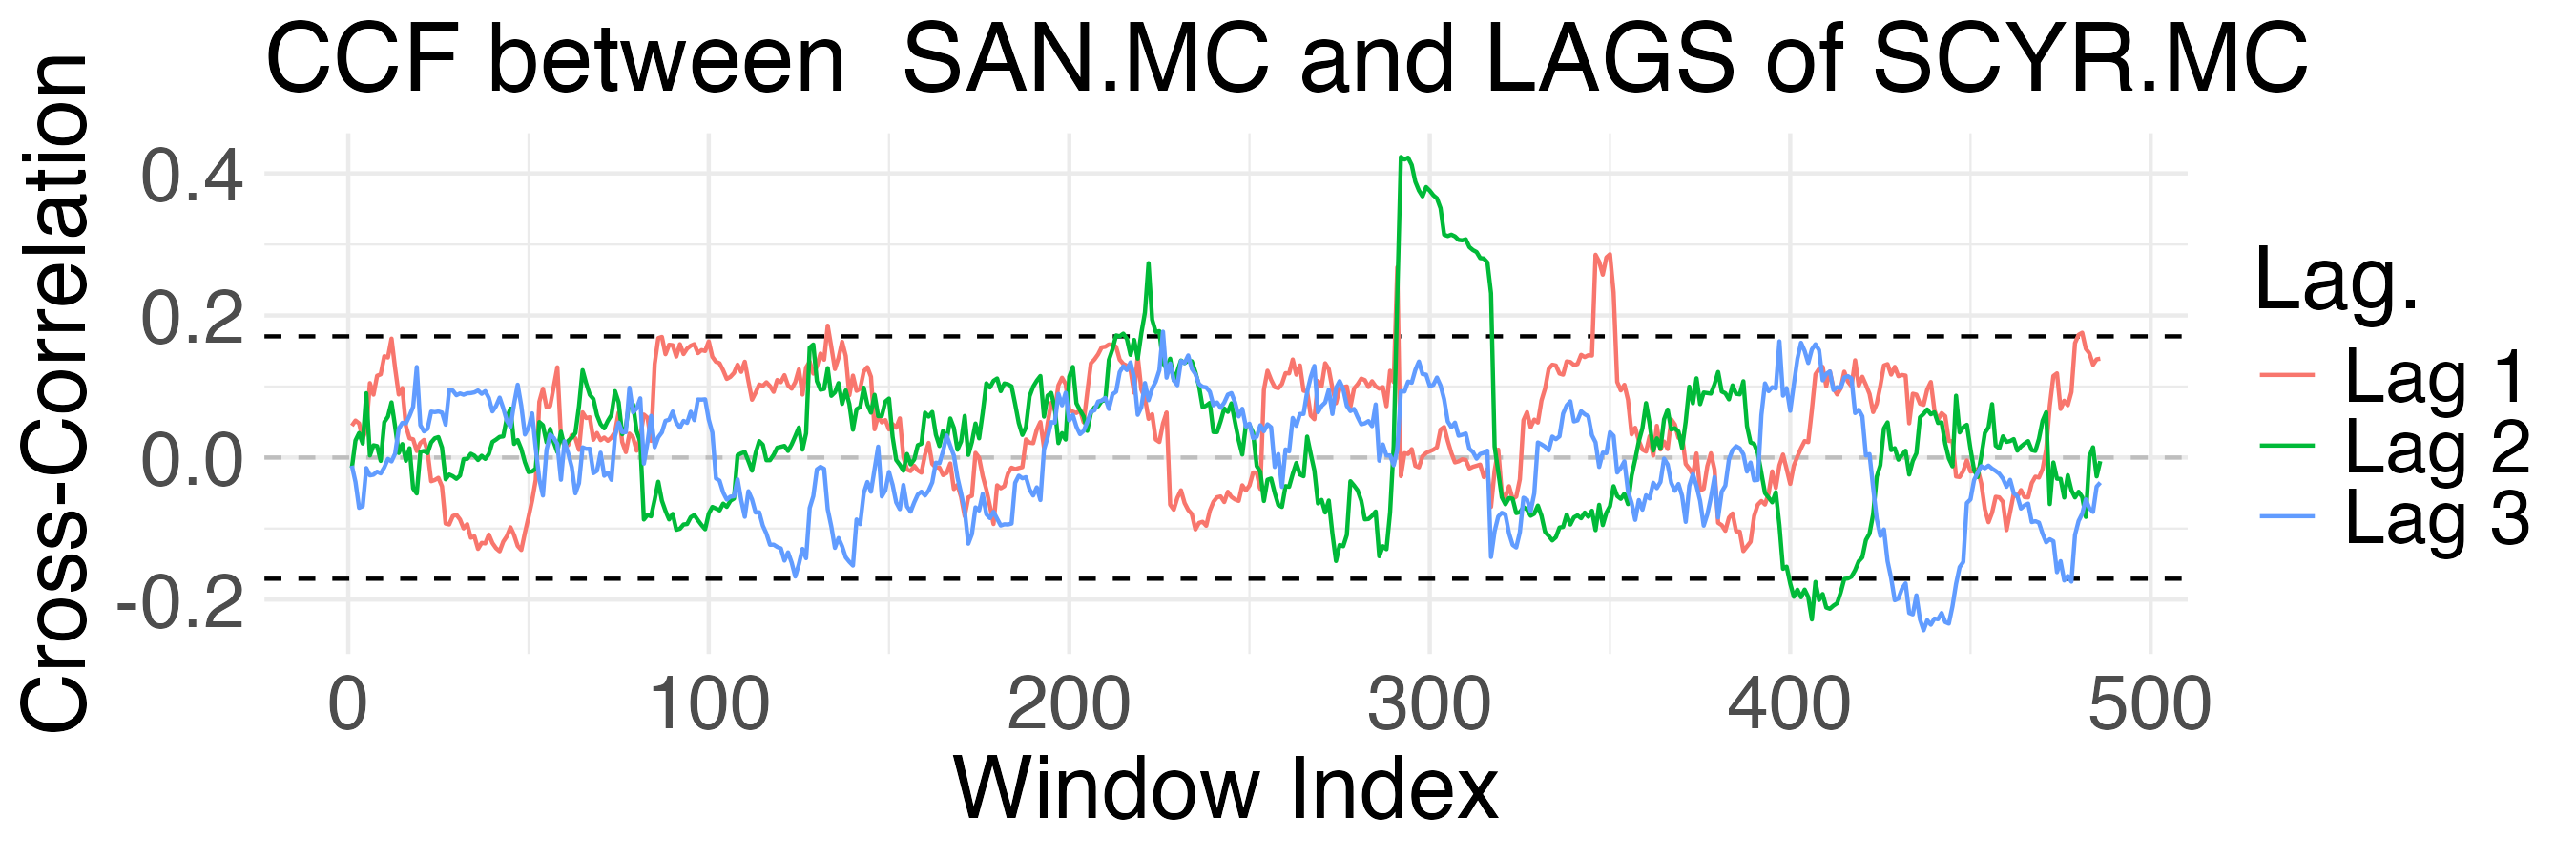 CCF between  SAN.MC and LAGS of SCYR.MC
Cross-Correlation
0.4
0.2
0.0
-0.2
0 100 200 300 400 500
Window Index
Lag.
Lag 1
Lag 2
Lag 3